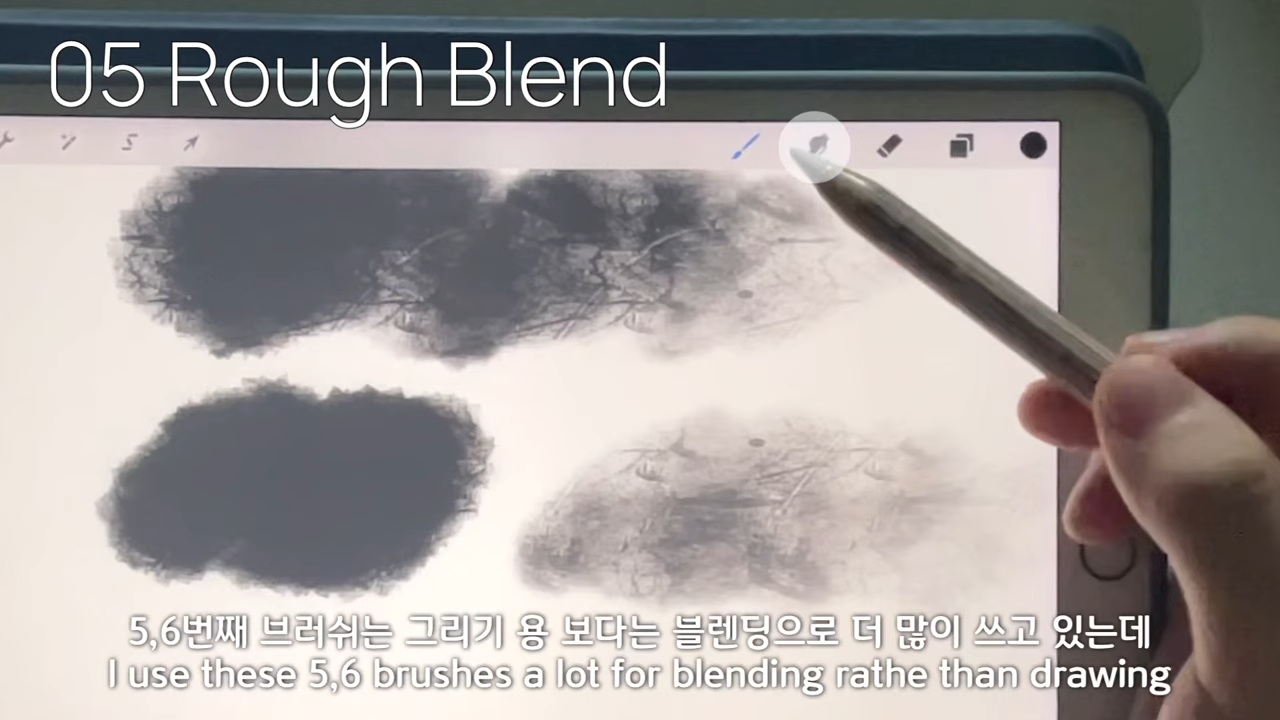 05 Rough Blend
5,6번째 브러쉬는 그리기 용 보다는 블렌딩으로 더 많이 쓰고 있는데
I use these 5,6 brushes a lot for blending rathe than drawing